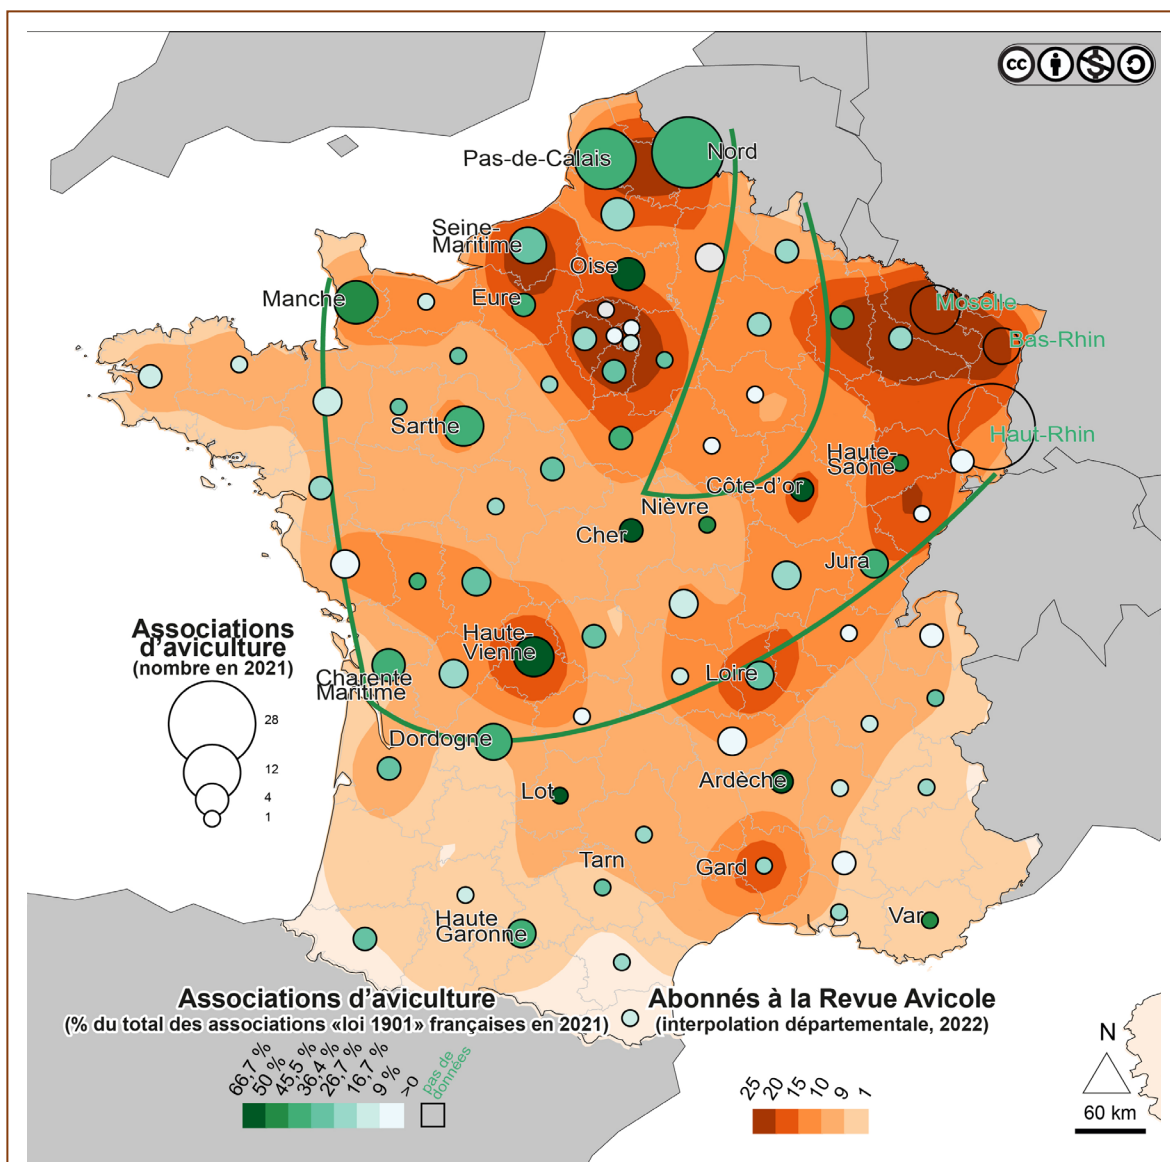 cc
Pas-de-Calais
Nord
Seine-
Maritime
Oise
Manche
Eure
Moselle
Bas-Rhin
Sarthe
Haut-Rhin
Haute-
Saône
Côte-d'or
Nièvre
Cher
Jura
Associations
d'aviculture
(nombre en 2021)
28
12
4
1
Haute-
Vienne
Charente
Maritime
Loire
Dordogne
Lot
Ardèche
Tarn
Gard
Haute
Garonne
Var
Associations d'aviculture
(% du total des associations «loi 1901» françaises en 2021)
66,7 %
50 %
45,5 %
36,4 %
26,7 %
16,7 %
9 %
>0
pas de
données
Abonnés à la Revue Avicole
(interpolation départementale, 2022)
25
20
15
10
9
1
N
60 km